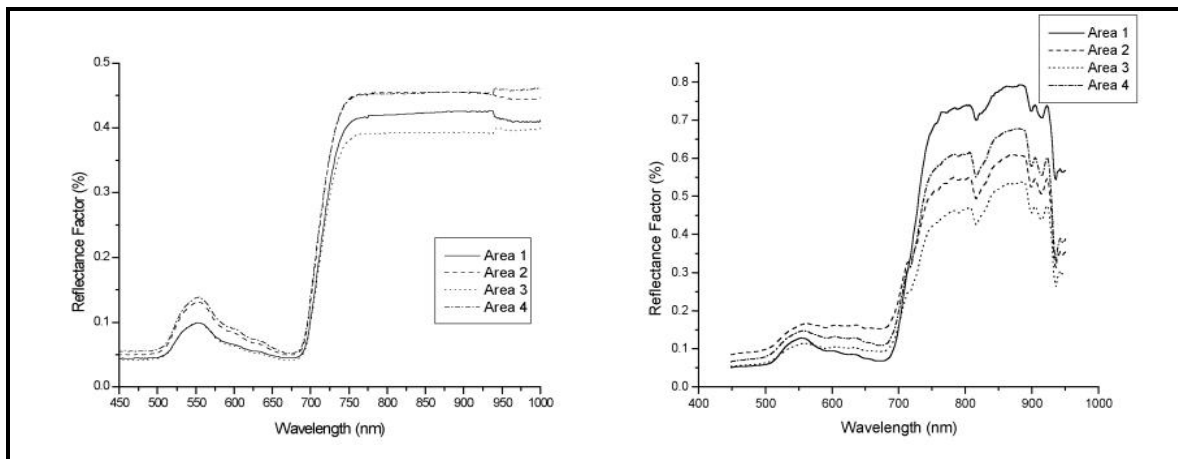 0.5
0.4
0.3
0.2
0.1
0.0
Reflectance Factor (%)
450 500 550 600 650 700 750 800 850 900 950 1000
Wavelength (nm)
Area 1
Area 2
Area 3
Area 4
0.8
0.7
0.6
0.5
0.4
0.3
0.2
0.1
0.0
Reflectance Factor (%)
400 500 600 700 800 900 1000
Wavelength (nm)
Area 1
Area 2
Area 3
Area 4